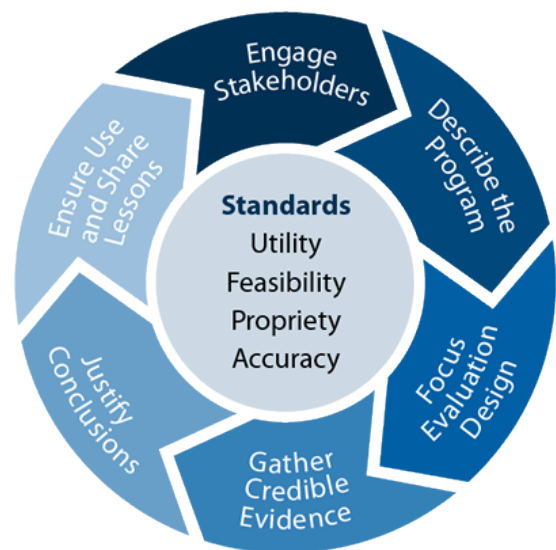 Engage
Stakeholders
Describe the
Program
Focus
Evaluation
Design
Gather
Credible
Evidence
Justify
Conclusions
Ensure Use
and Share
Lessons
Standards
Utility
Feasibility
Propriety
Accuracy